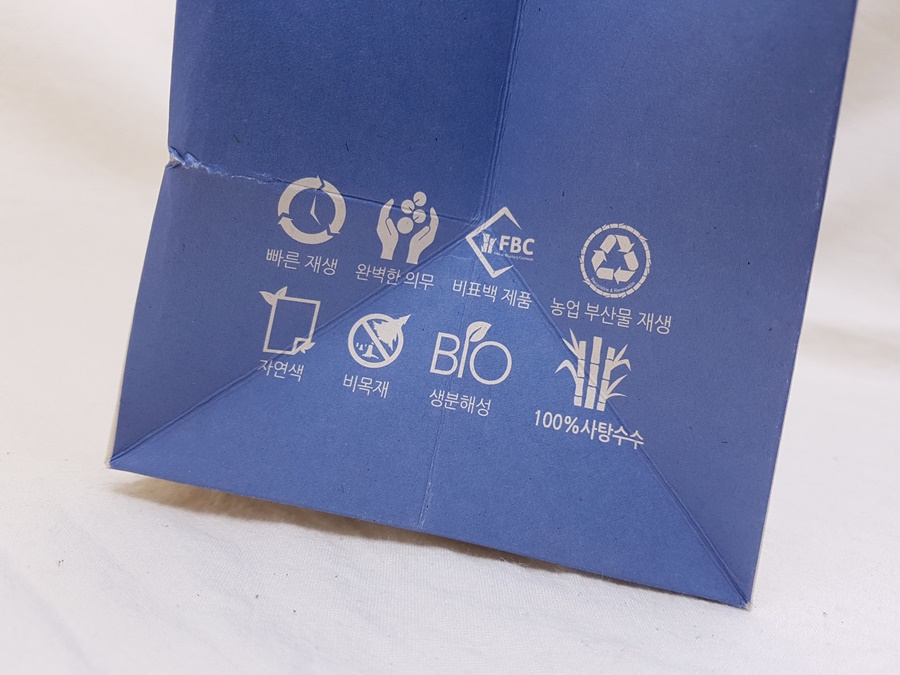 빠른 재생
완벽한 의무
FBC
비표백 제품
농업 부산물 재생
자연색
비목재
BIO
생분해성
100%사탕수수